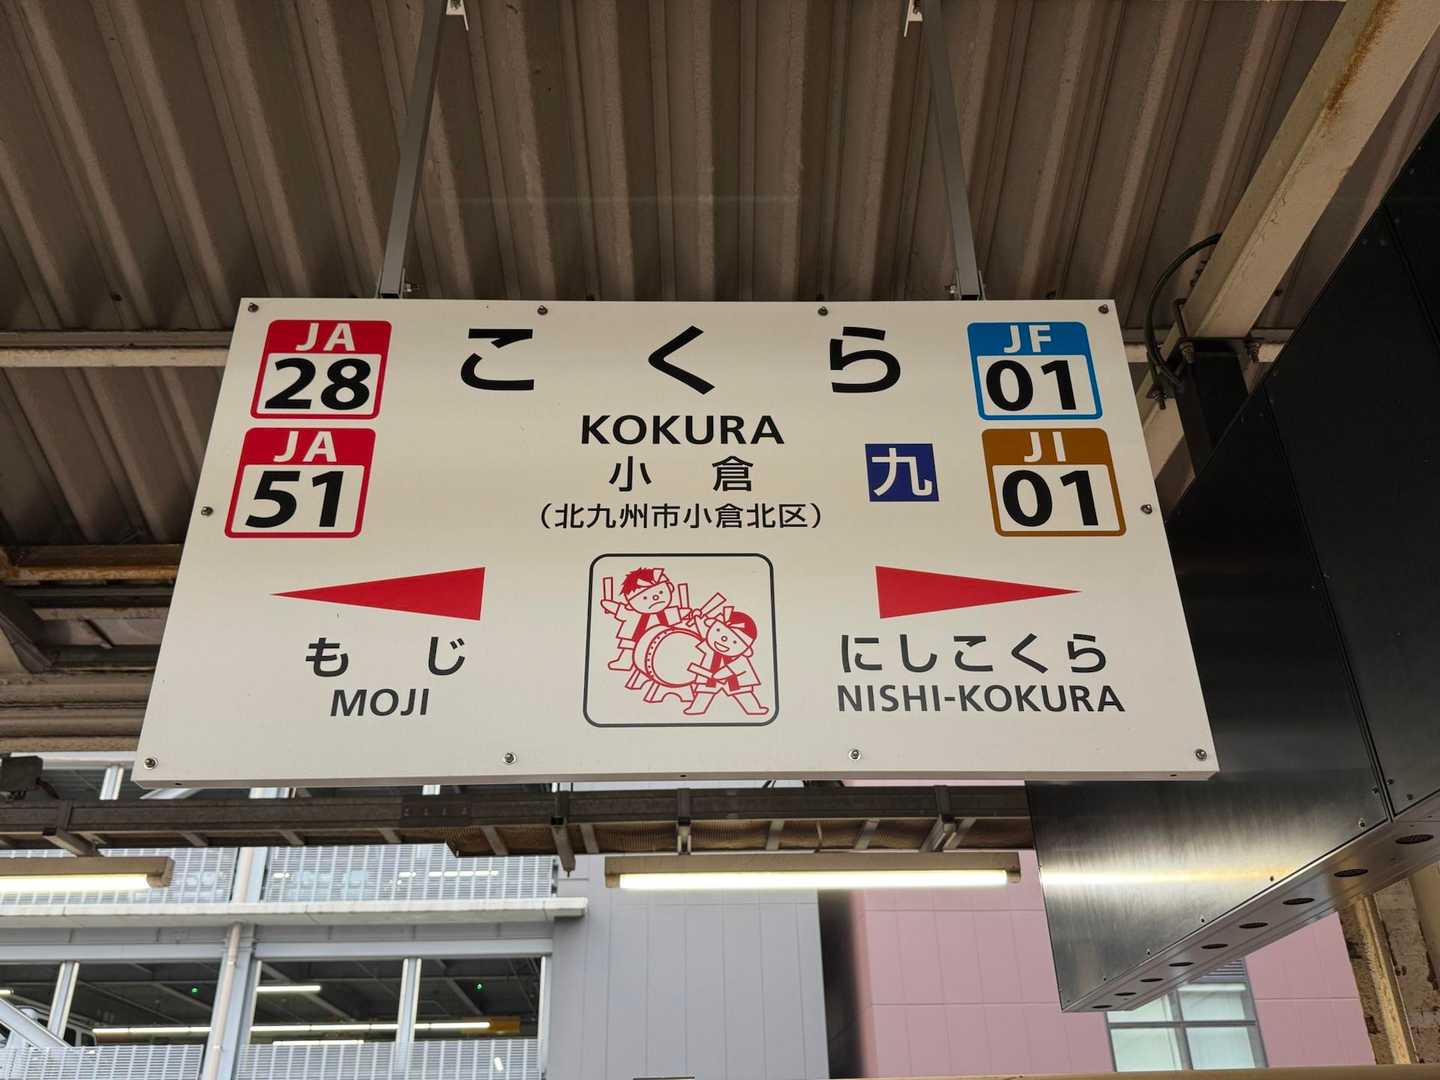 JA
28
JA
51
こくら
KOKURA
小倉
(北九州市小倉北区)
九
JF
01
JI
01
もじ
MOJI
にしこくら
NISHI-KOKURA